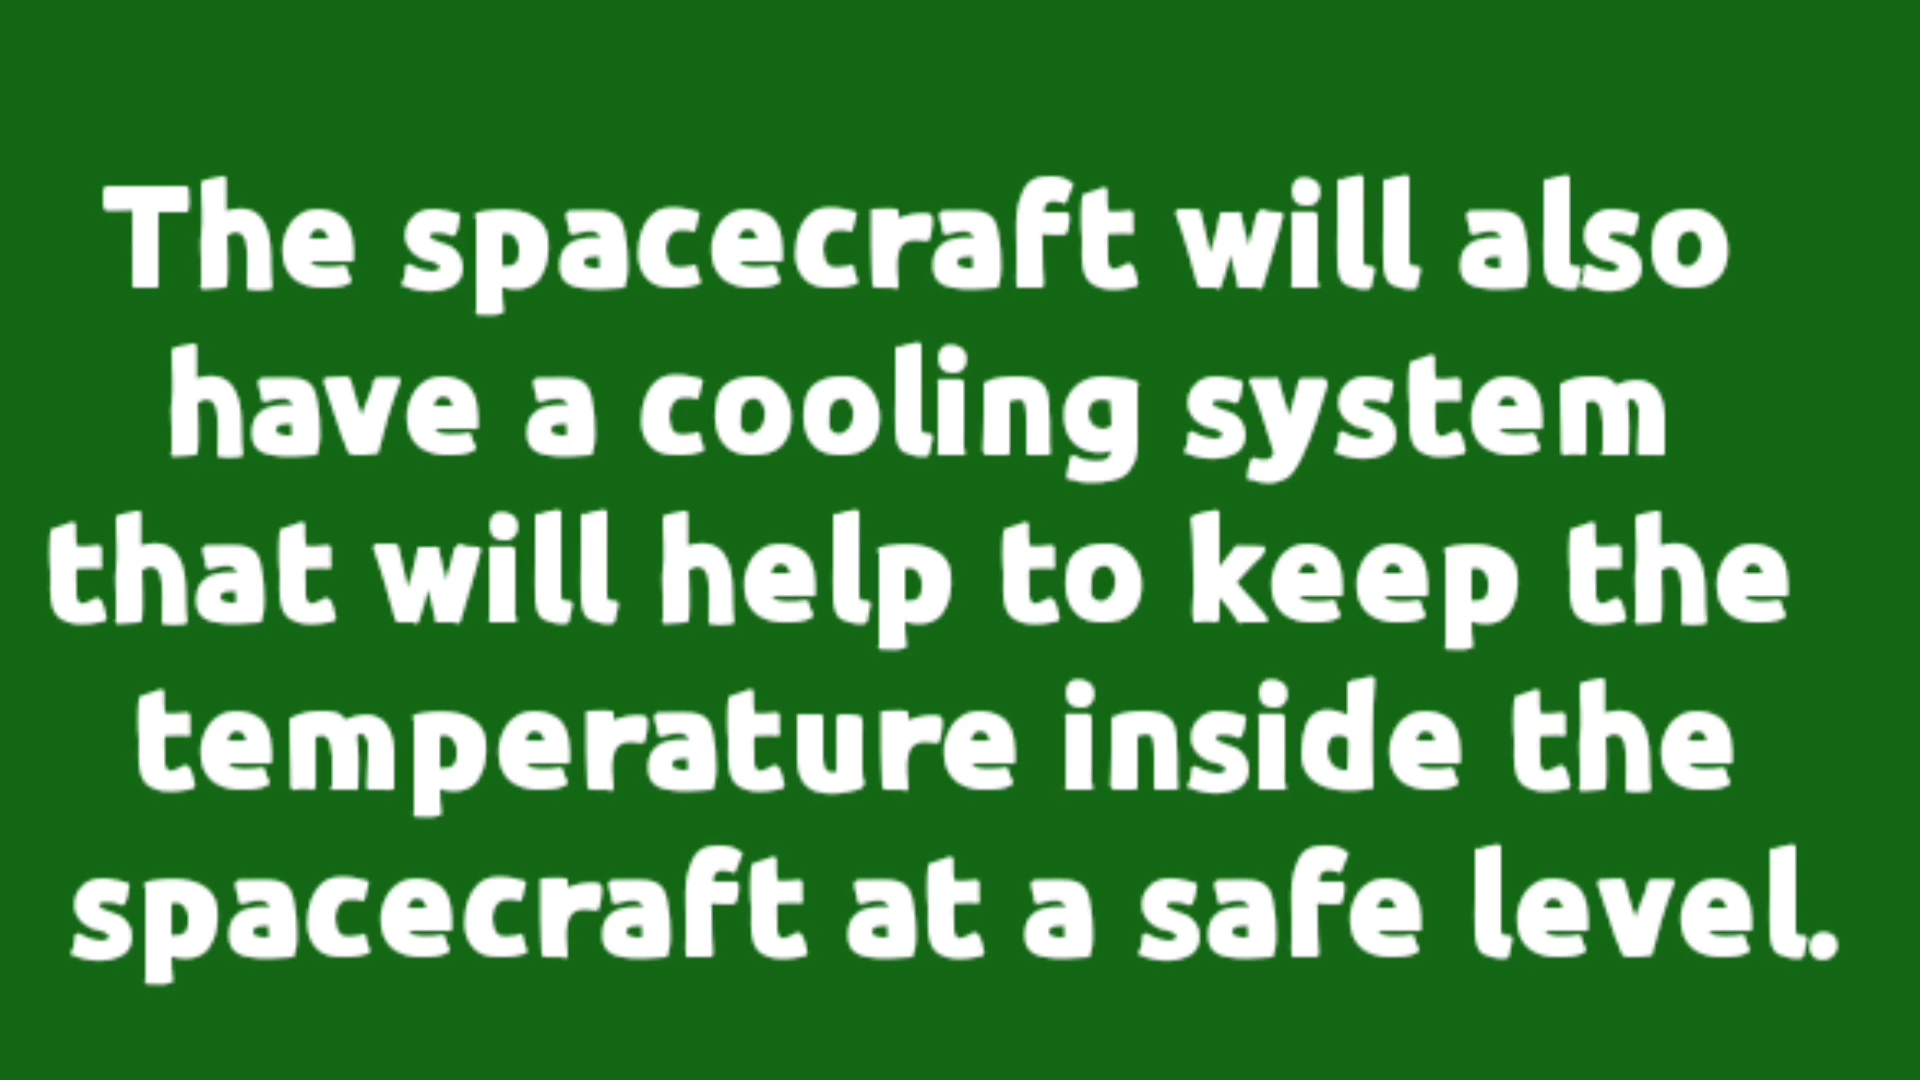 The spacecraft will also
have a cooling system
that will help to keep the
temperature inside the
spacecraft at a safe level.